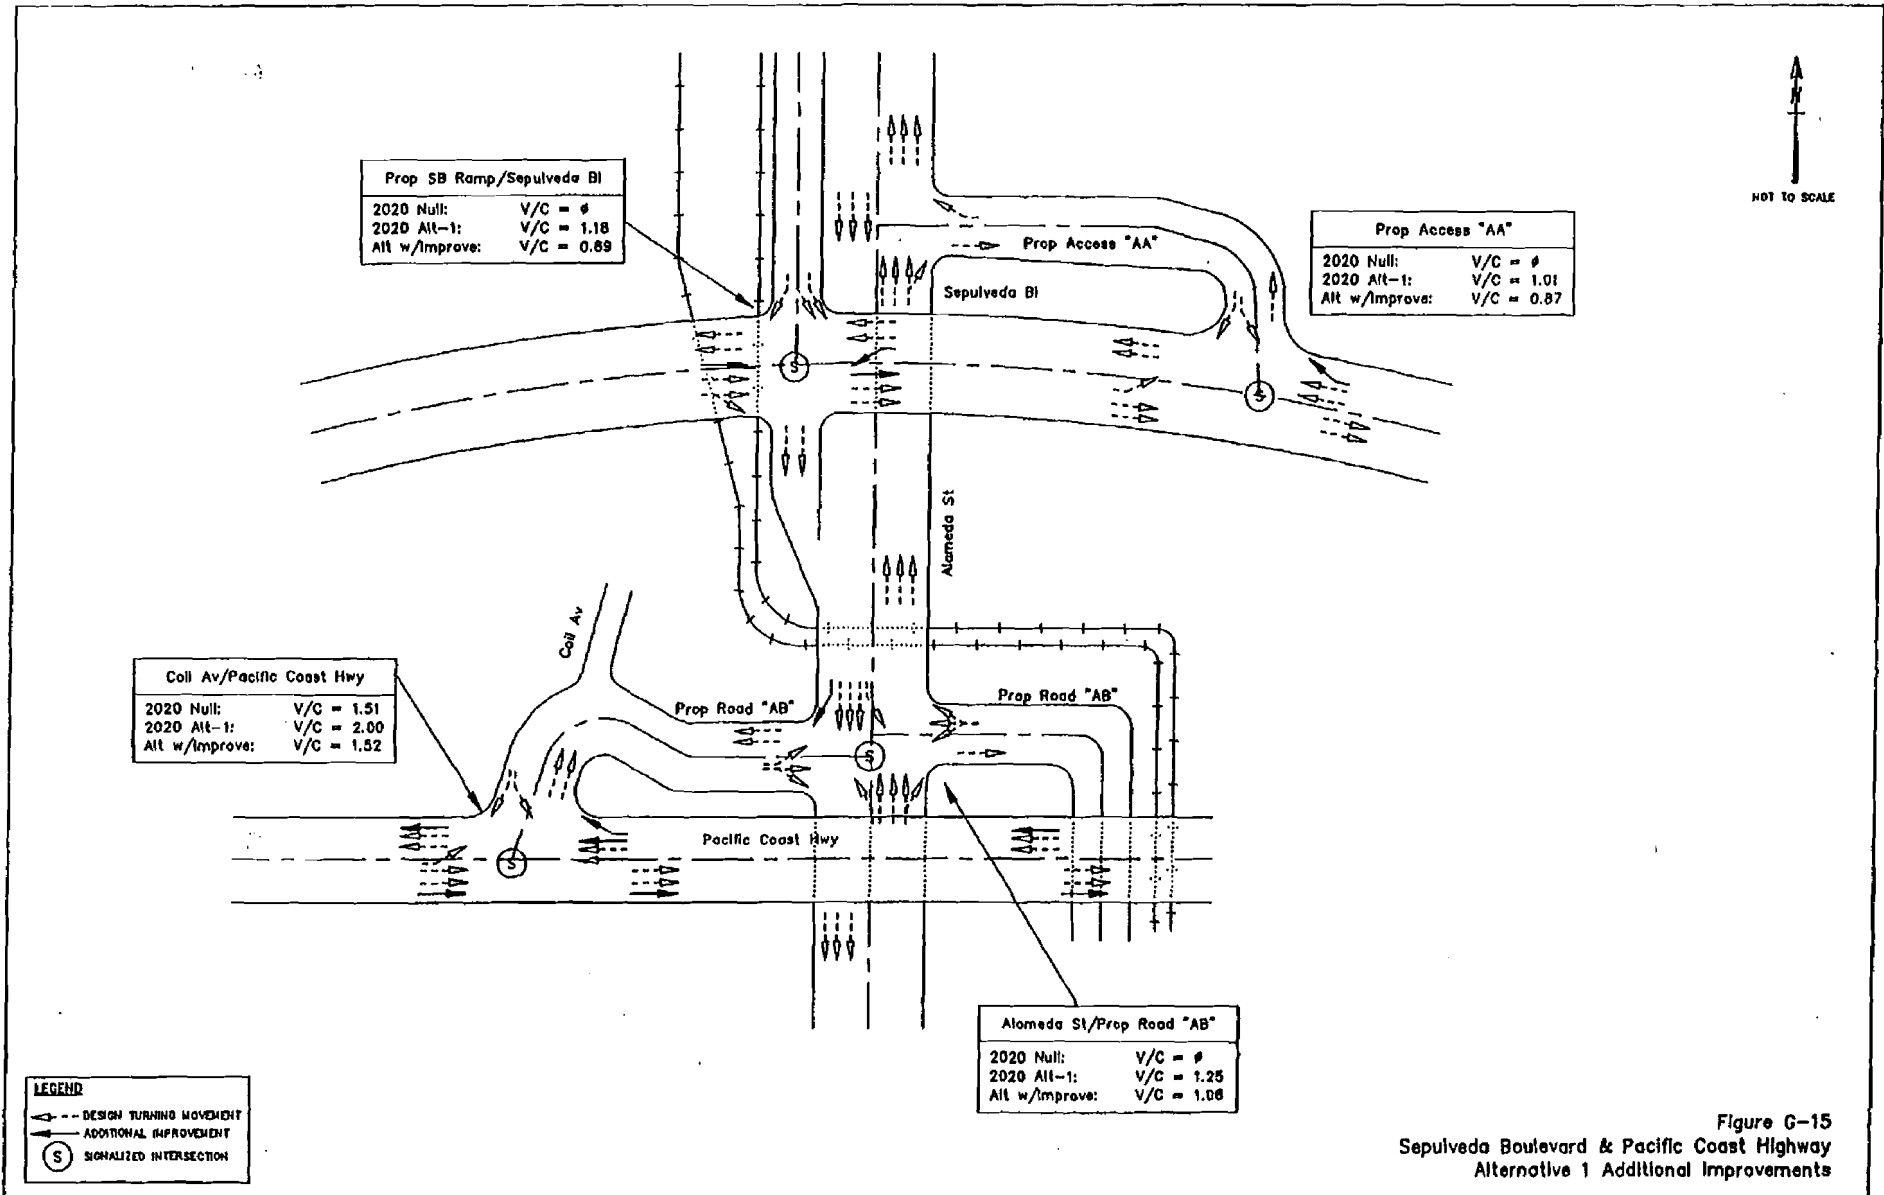 N
NOT TO SCALE
Prop SB Ramp/Sepulveda Bl
2020 Null: V/C = ø
2020 Alt-1: V/C = 1.18
Alt w/Improve: V/C = 0.89
Prop Access "AA"
2020 Null: V/C = ø
2020 Alt-1: V/C = 1.01
Alt w/Improve: V/C = 0.87
Prop Access "AA"
Sepulveda Bl
S
S
Alameda St
Coil Av
Coil Av/Pacific Coast Hwy
2020 Null: V/C = 1.51
2020 Alt-1: V/C = 2.00
Alt w/Improve: V/C = 1.52
Prop Road "AB"
Prop Road "AB"
S
Pacific Coast Hwy
S
Alameda St/Prop Road "AB"
2020 Null: V/C = ø
2020 Alt-1: V/C = 1.25
Alt w/Improve: V/C = 1.06
LEGEND
DESIGN TURNING MOVEMENT
ADDITIONAL IMPROVEMENT
S SIGNALIZED INTERSECTION
Figure G-15
Sepulveda Boulevard & Pacific Coast Highway
Alternative 1 Additional Improvements